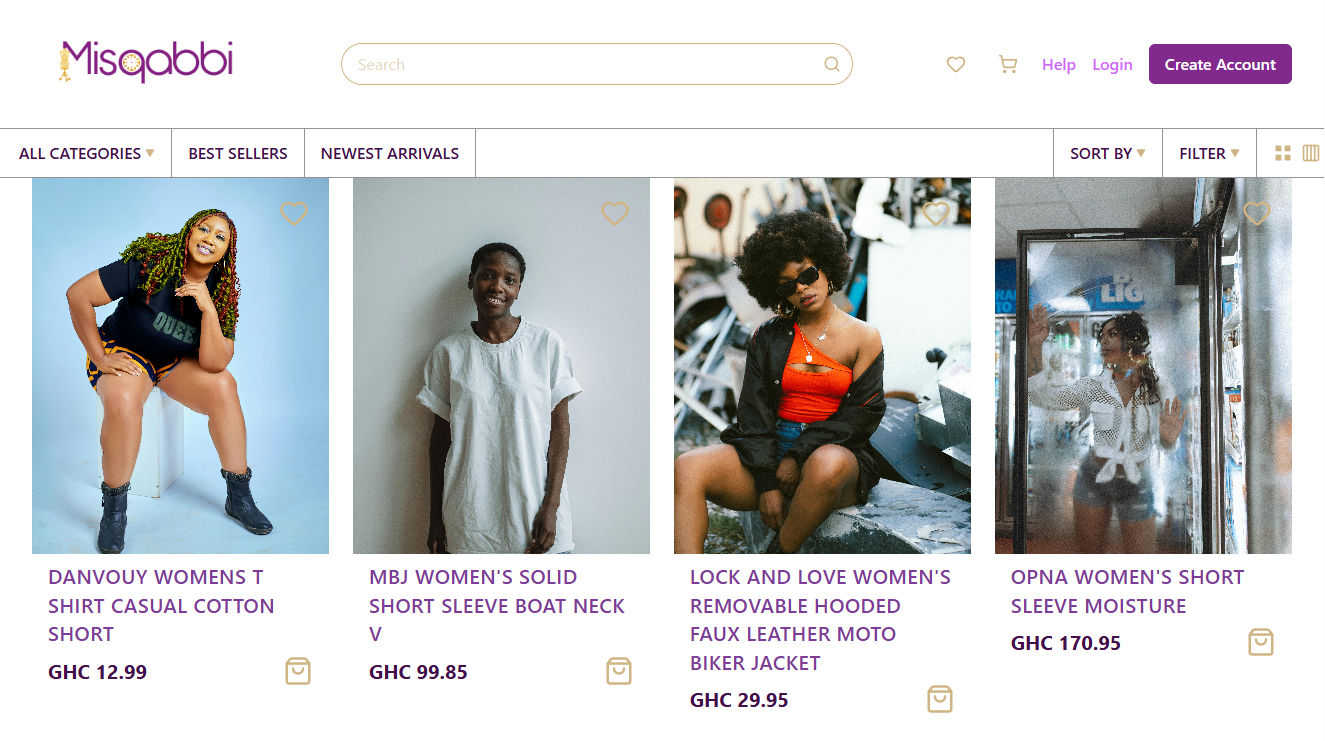 Misqabbi
Search
Help
Login
Create Account
ALL CATEGORIES
BEST SELLERS
NEWEST ARRIVALS
SORT BY
FILTER
QUEE
LIG
DANVOUY WOMENS T
SHIRT CASUAL COTTON
SHORT
GHC 12.99
MBJ WOMEN'S SOLID
SHORT SLEEVE BOAT NECK
V
GHC 99.85
LOCK AND LOVE WOMEN'S
REMOVABLE HOODED
FAUX LEATHER MOTO
BIKER JACKET
GHC 29.95
OPNA WOMEN'S SHORT
SLEEVE MOISTURE
GHC 170.95